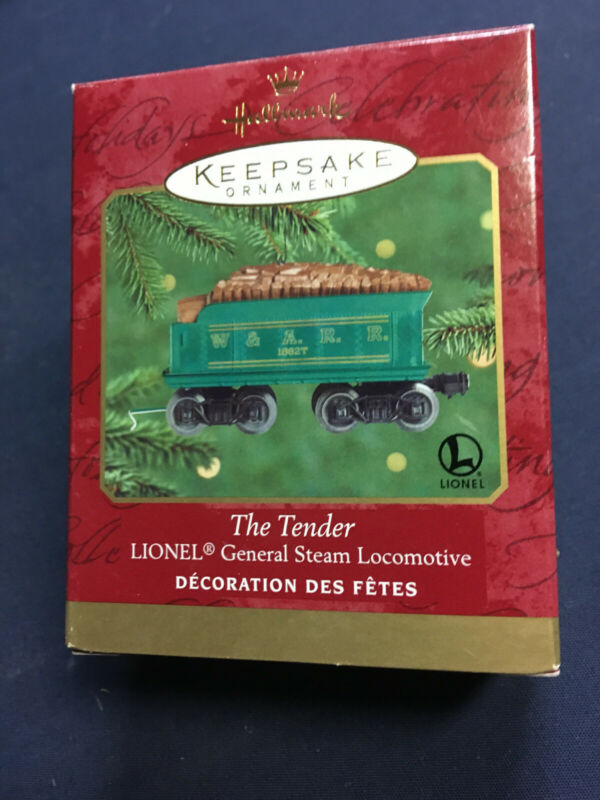 Hallmark
KEEPSAKE
ORNAMENT
W & A. R. R.
1862T
L
LIONEL
The Tender
LIONEL® General Steam Locomotive
DÉCORATION DES FÊTES